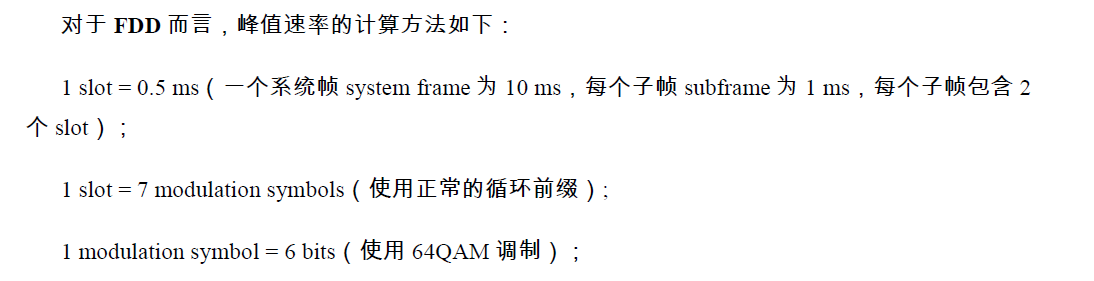 对于 FDD 而言，峰值速率的计算方法如下：
1 slot = 0.5 ms（一个系统帧 system frame 为 10 ms，每个子帧 subframe 为 1 ms，每个子帧包含 2
个 slot）；
1 slot = 7 modulation symbols（使用正常的循环前缀）;
1 modulation symbol = 6 bits（使用 64QAM 调制）；